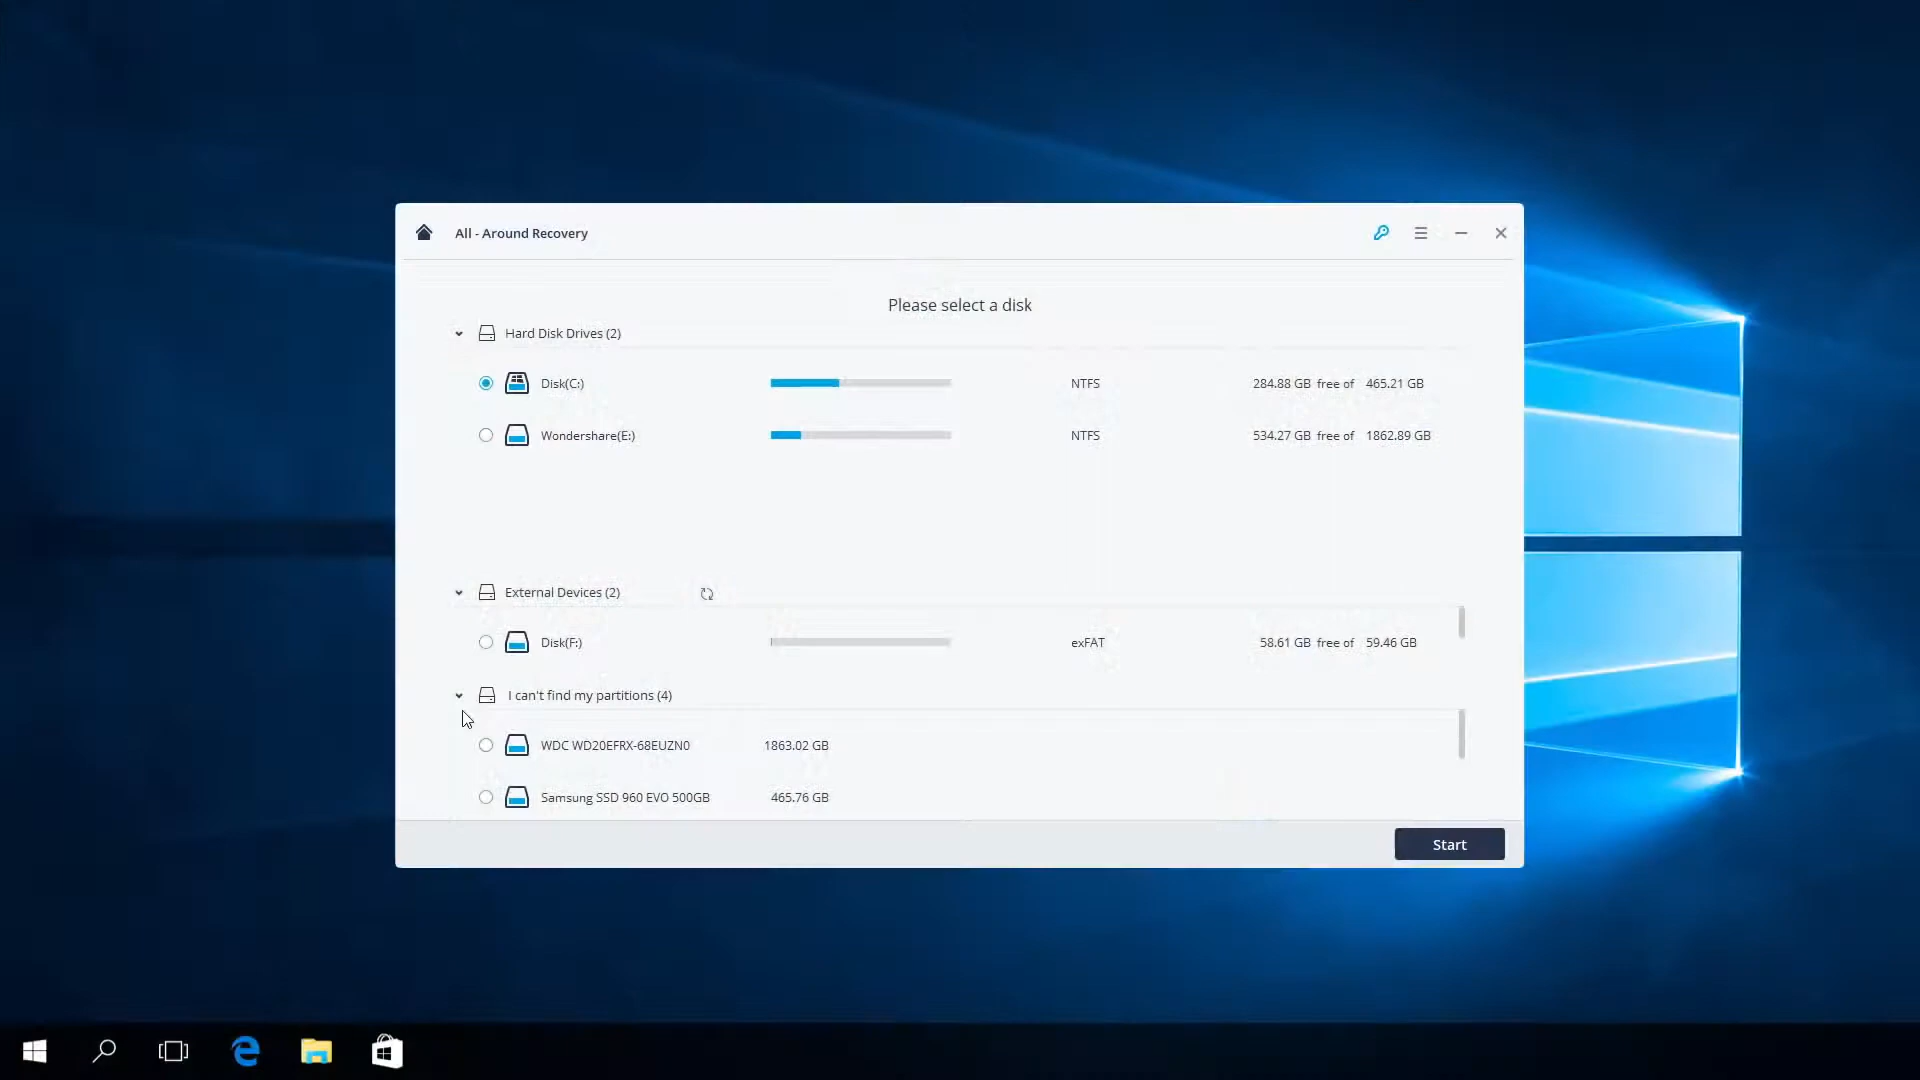 All - Around Recovery
Please select a disk
Hard Disk Drives (2)
Disk(C:) NTFS 284.88 GB free of 465.21 GB
Wondershare(E:) NTFS 534.27 GB free of 1862.89 GB
External Devices (2)
Disk(F:) exFAT 58.61 GB free of 59.46 GB
I can't find my partitions (4)
WDC WD20EFRX-68EUZN0 1863.02 GB
Samsung SSD 960 EVO 500GB 465.76 GB
Start